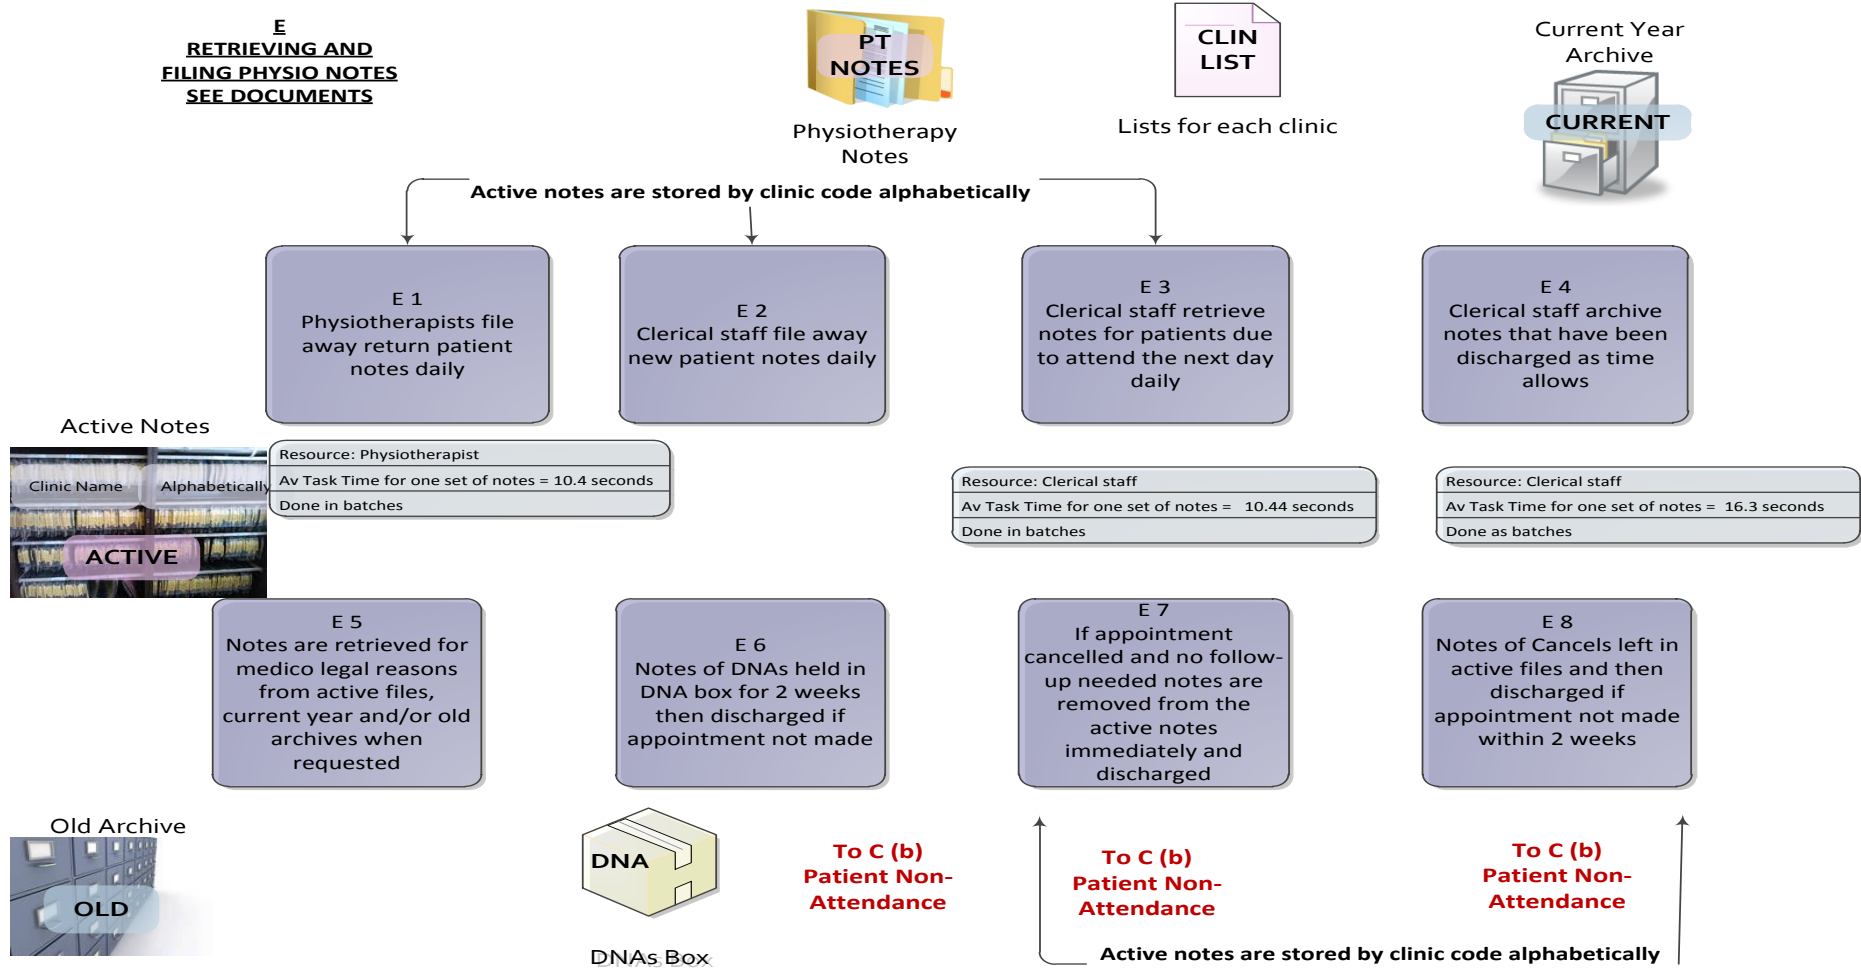 E
RETRIEVING AND
FILING PHYSIO NOTES
SEE DOCUMENTS
PT
NOTES
Physiotherapy
Notes
CLIN
LIST
Lists for each clinic
Current Year
Archive
CURRENT
Active notes are stored by clinic code alphabetically
E 1
Physiotherapists file
away return patient
notes daily
E 2
Clerical staff file away
new patient notes daily
E 3
Clerical staff retrieve
notes for patients due
to attend the next day
daily
E 4
Clerical staff archive
notes that have been
discharged as time
allows
Active Notes
Clinic Name
Alphabetically
ACTIVE
Resource: Physiotherapist
Av Task Time for one set of notes = 10.4 seconds
Done in batches
Resource: Clerical staff
Av Task Time for one set of notes = 10.44 seconds
Done in batches
Resource: Clerical staff
Av Task Time for one set of notes = 16.3 seconds
Done as batches
E 5
Notes are retrieved for
medico legal reasons
from active files,
current year and/or old
archives when
requested
E 6
Notes of DNAs held in
DNA box for 2 weeks
then discharged if
appointment not made
E 7
If appointment
cancelled and no follow-
up needed notes are
removed from the
active notes
immediately and
discharged
E 8
Notes of Cancels left in
active files and then
discharged if
appointment not made
within 2 weeks
Old Archive
OLD
DNA
DNAs Box
To C (b)
Patient Non-
Attendance
To C (b)
Patient Non-
Attendance
To C (b)
Patient Non-
Attendance
Active notes are stored by clinic code alphabetically